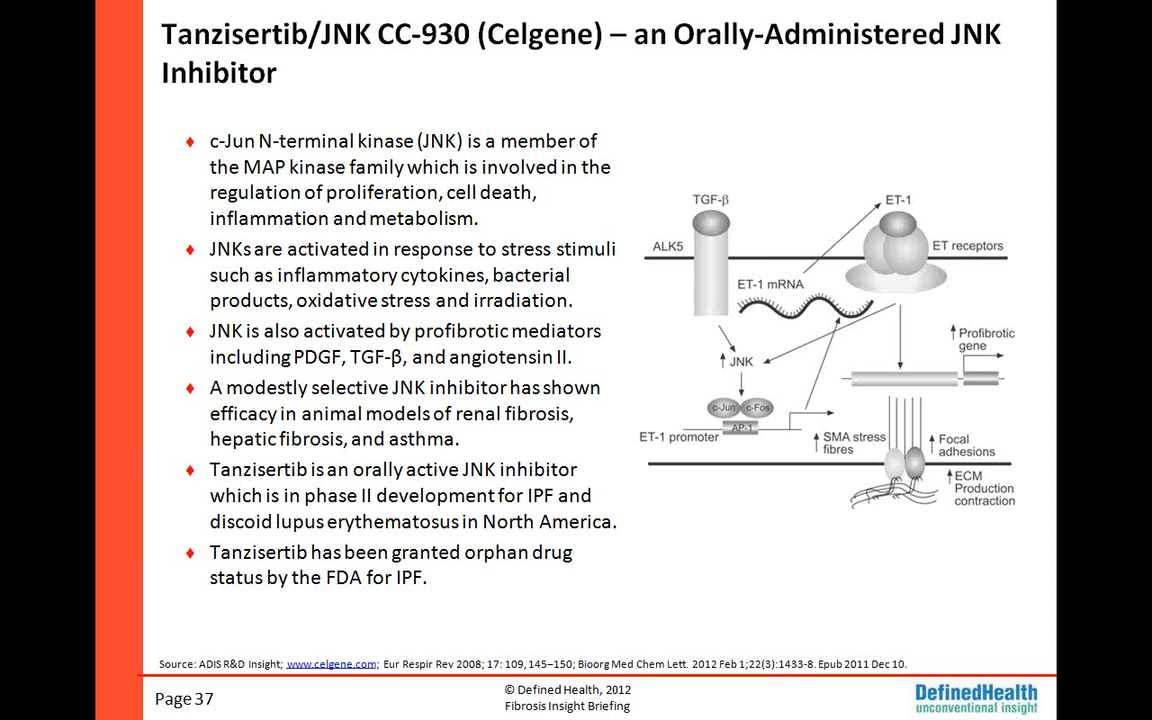 Tanzisertib/JNK CC-930 (Celgene) – an Orally-Administered JNK
Inhibitor
♦ c-Jun N-terminal kinase (JNK) is a member of
the MAP kinase family which is involved in the
regulation of proliferation, cell death,
inflammation and metabolism.
♦ JNKs are activated in response to stress stimuli
such as inflammatory cytokines, bacterial
products, oxidative stress and irradiation.
♦ JNK is also activated by profibrotic mediators
including PDGF, TGF-β, and angiotensin II.
♦ A modestly selective JNK inhibitor has shown
efficacy in animal models of renal fibrosis,
hepatic fibrosis, and asthma.
♦ Tanzisertib is an orally active JNK inhibitor
which is in phase II development for IPF and
discoid lupus erythematosus in North America.
♦ Tanzisertib has been granted orphan drug
status by the FDA for IPF.
TGF-β
ET-1
ALK5
ET receptors
ET-1 mRNA
↑ Profibrotic
gene
↑ JNK
c-Jun
c-Fos
AP-1
ET-1 promoter
↑ SMA stress
fibres
↑ Focal
adhesions
↑ ECM
Production
contraction
Source: ADIS R&D Insight; www.celgene.com; Eur Respir Rev 2008; 17: 109, 145–150; Bioorg Med Chem Lett. 2012 Feb 1;22(3):1433-8. Epub 2011 Dec 10.
Page 37
© Defined Health, 2012
Fibrosis Insight Briefing
DefinedHealth
unconventional insight